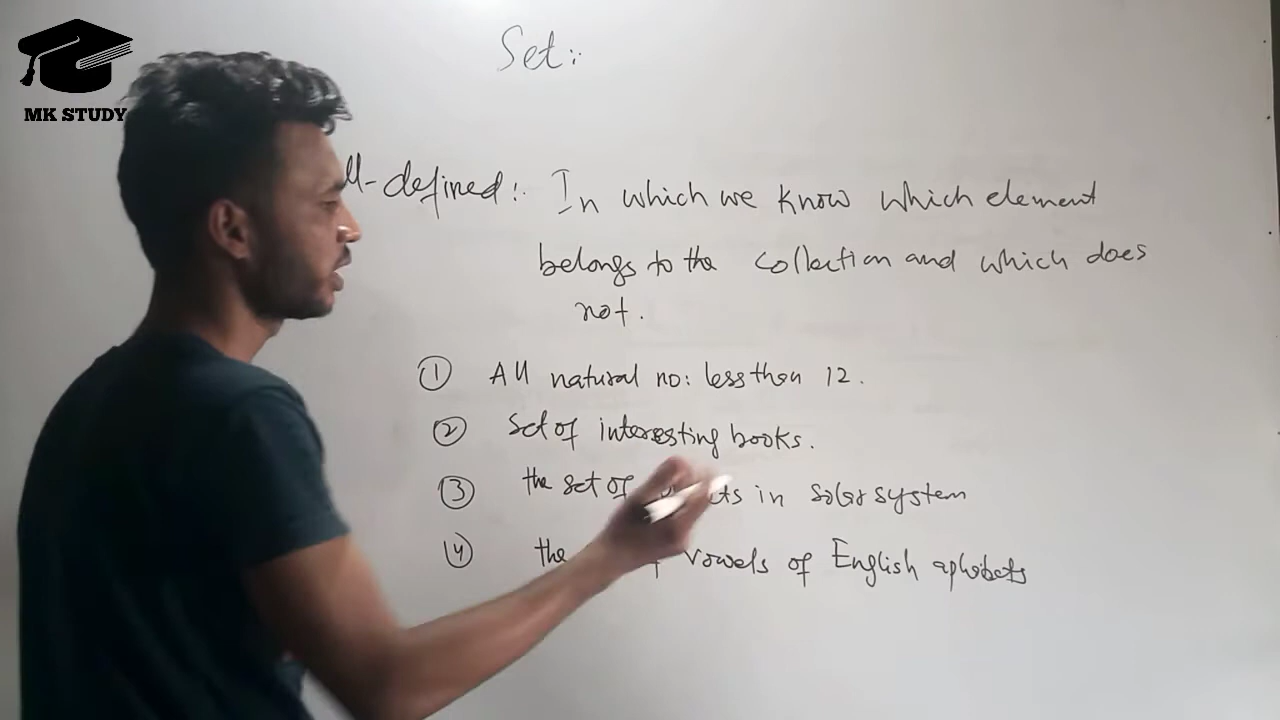 MK STUDY
Set:
ll-defined: In which we know which element
belongs to the collection and which does
not.
① All natural no: less than 12.
② Set of interesting books.
③ the set of ts in solar system
④ the vowels of English aphabets